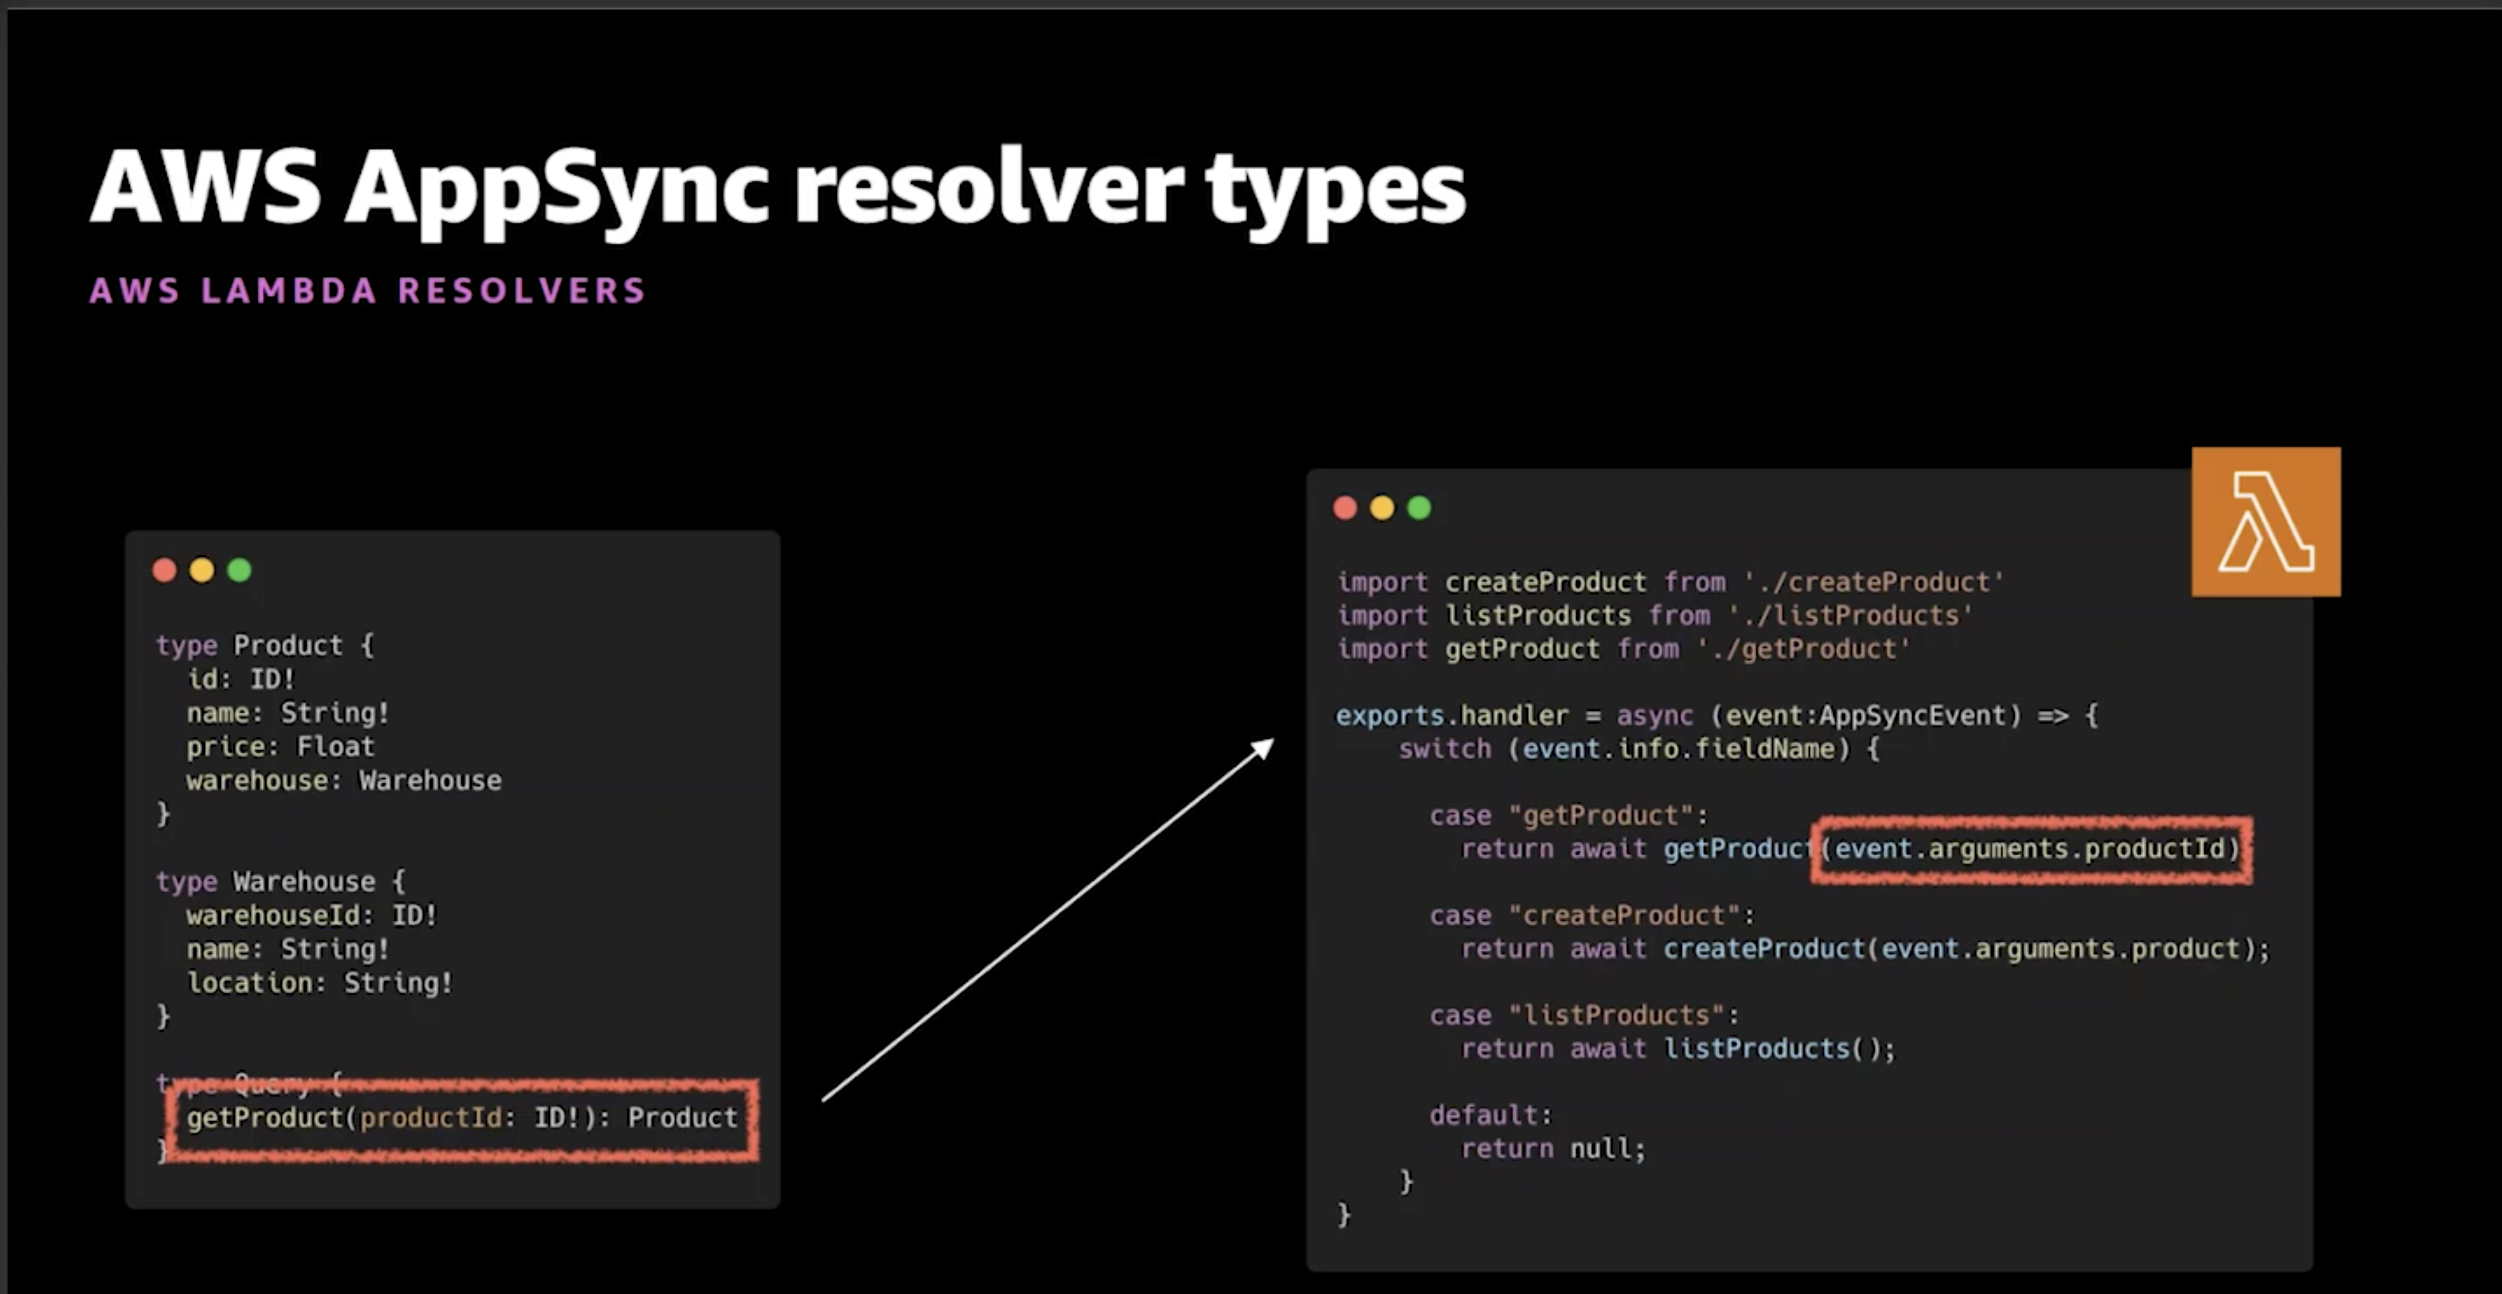 AWS AppSync resolver types
AWS LAMBDA RESOLVERS
type Product {
  id: ID!
  name: String!
  price: Float
  warehouse: Warehouse
}
type Warehouse {
  warehouseId: ID!
  name: String!
  location: String!
}
type Query {
  getProduct(productId: ID!): Product
}
import createProduct from './createProduct'
import listProducts from './listProducts'
import getProduct from './getProduct'
exports.handler = async (event:AppSyncEvent) => {
    switch (event.info.fieldName) {
      case "getProduct":
        return await getProduct(event.arguments.productId)
      case "createProduct":
        return await createProduct(event.arguments.product);
      case "listProducts":
        return await listProducts();
      default:
        return null;
    }
}